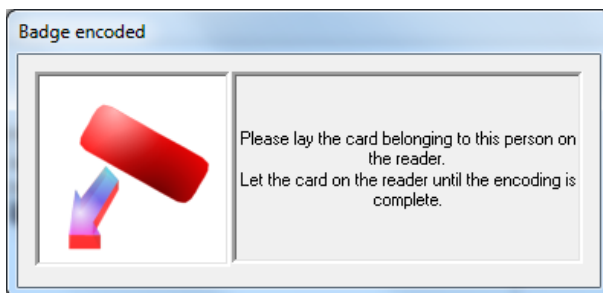 Badge encoded
Please lay the card belonging to this person on
the reader.
Let the card on the reader until the encoding is
complete.